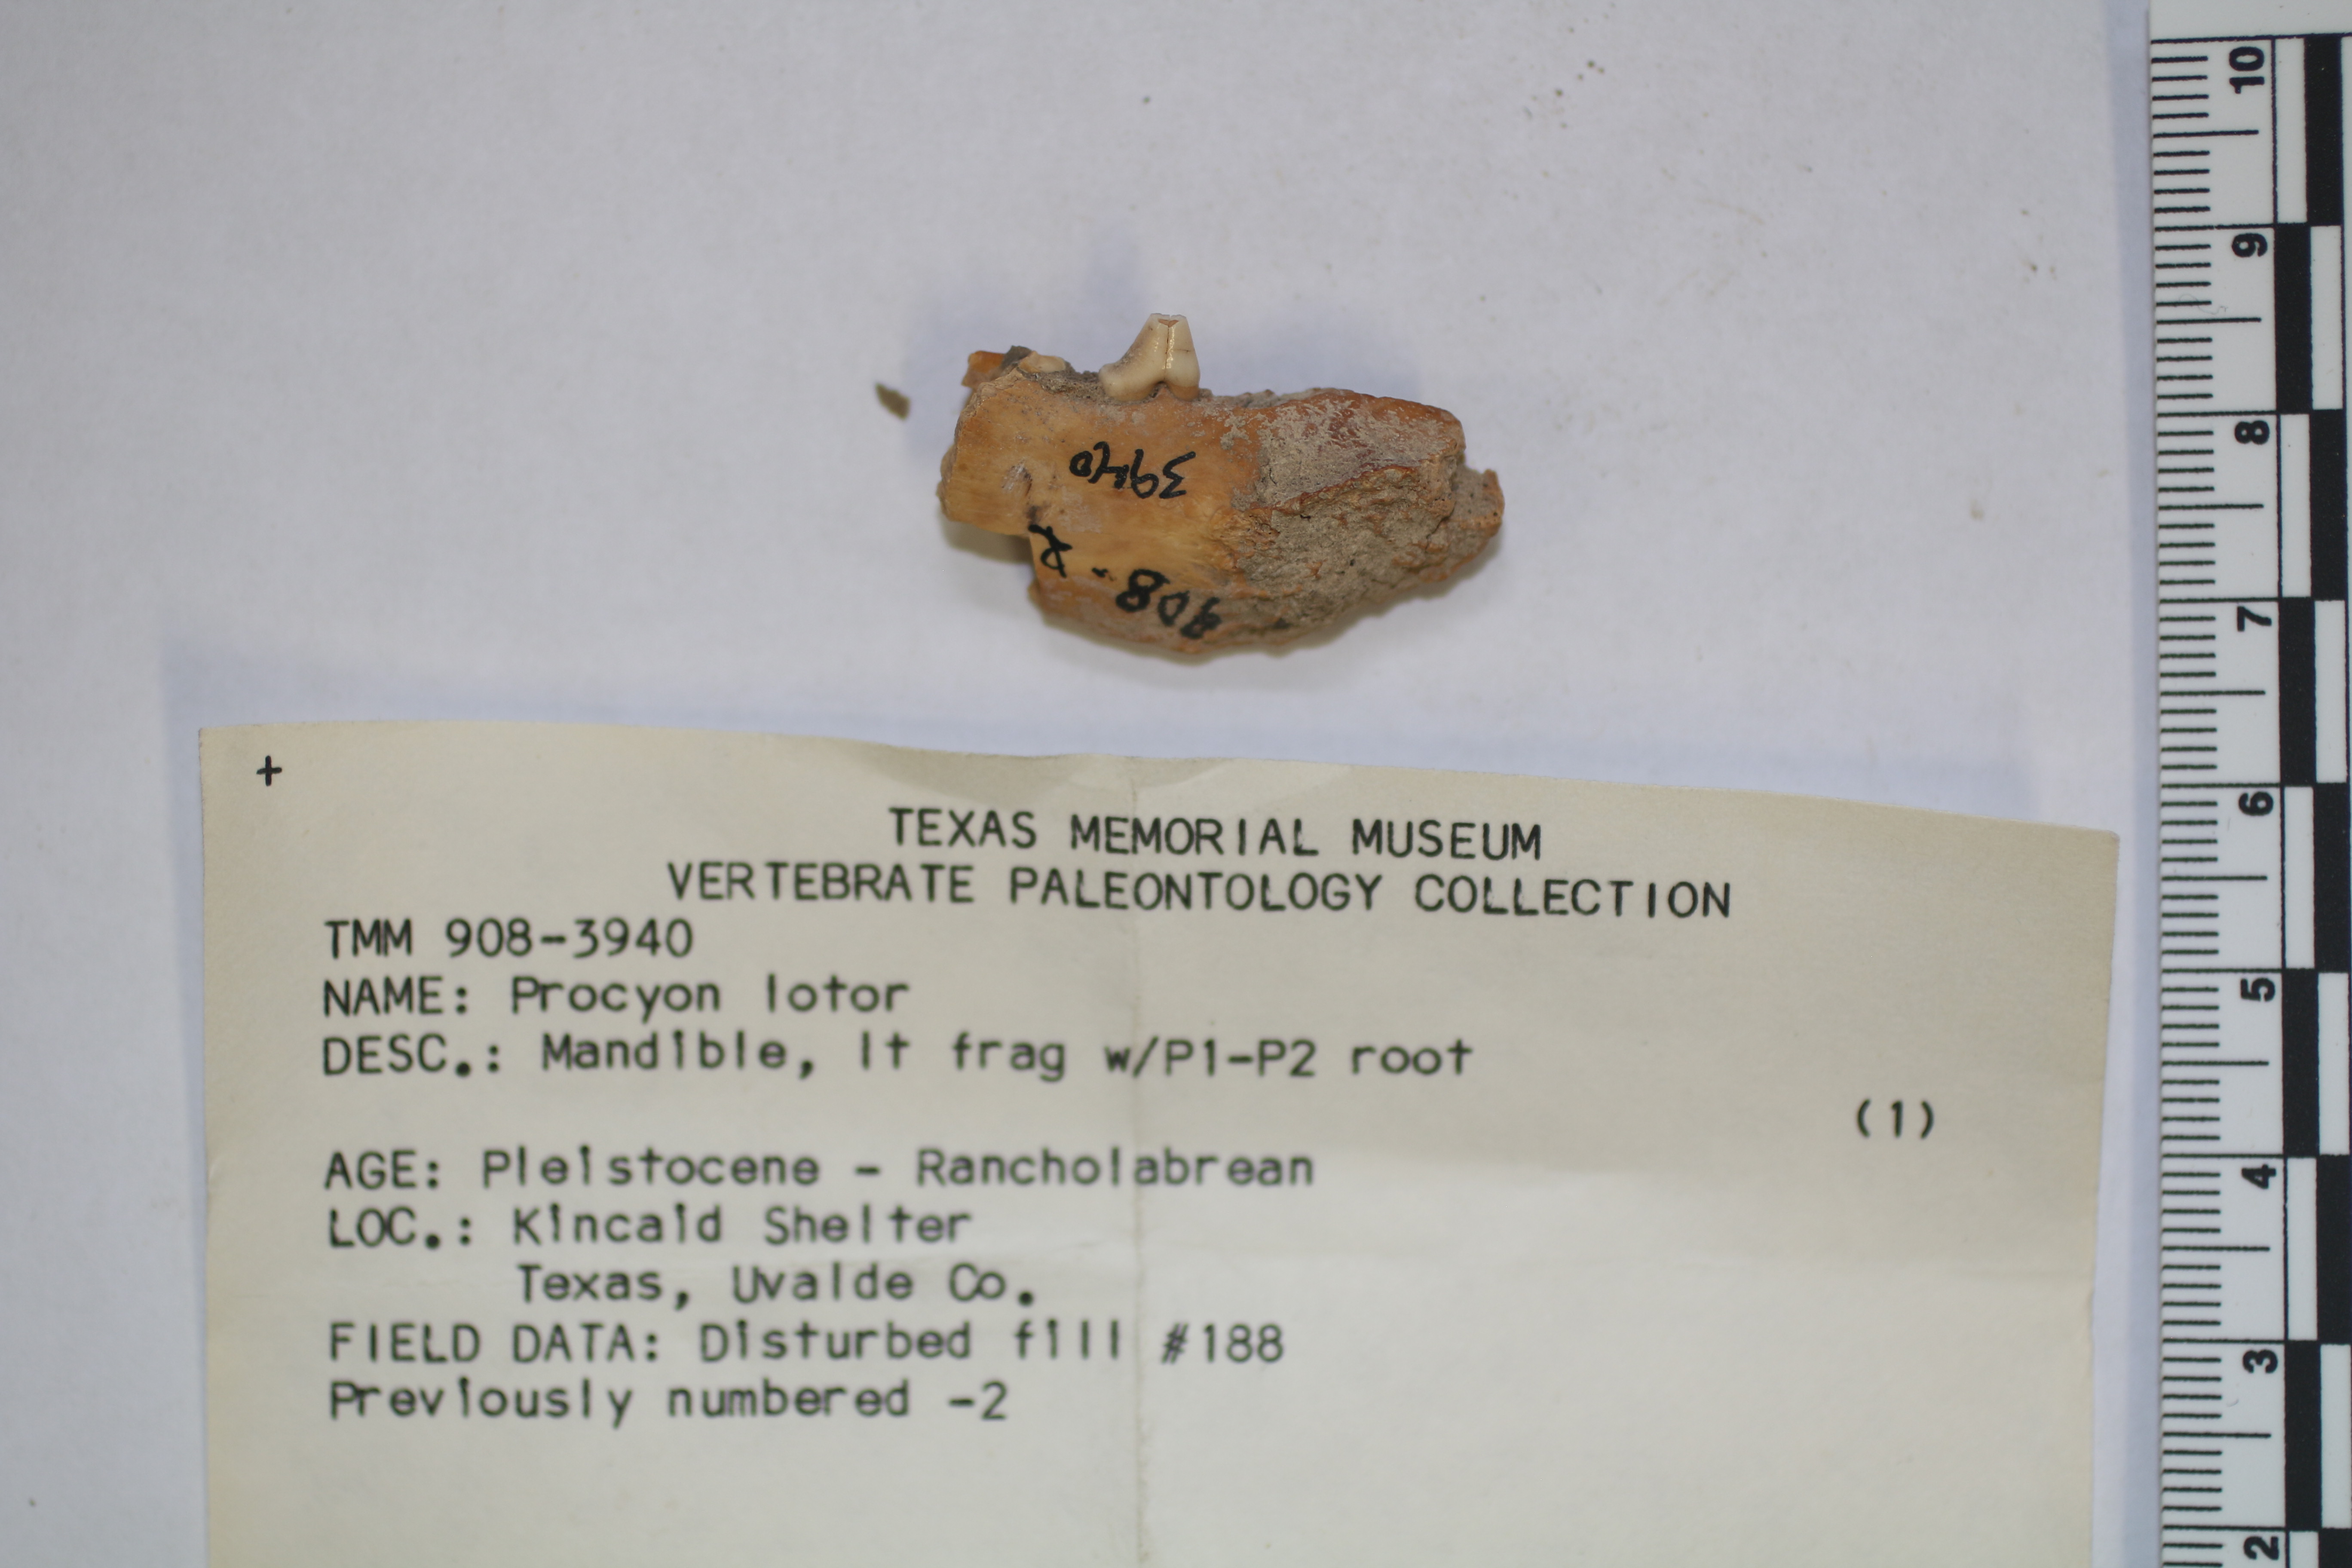 3940
908-2
+
TEXAS MEMORIAL MUSEUM
VERTEBRATE PALEONTOLOGY COLLECTION
TMM 908-3940
NAME: Procyon lotor
DESC.: Mandible, lt frag w/P1-P2 root
(1)
AGE: Pleistocene - Rancholabrean
LOC.: Kincaid Shelter
Texas, Uvalde Co.
FIELD DATA: Disturbed fill #188
Previously numbered -2
10
9
8
7
6
5
4
3
2